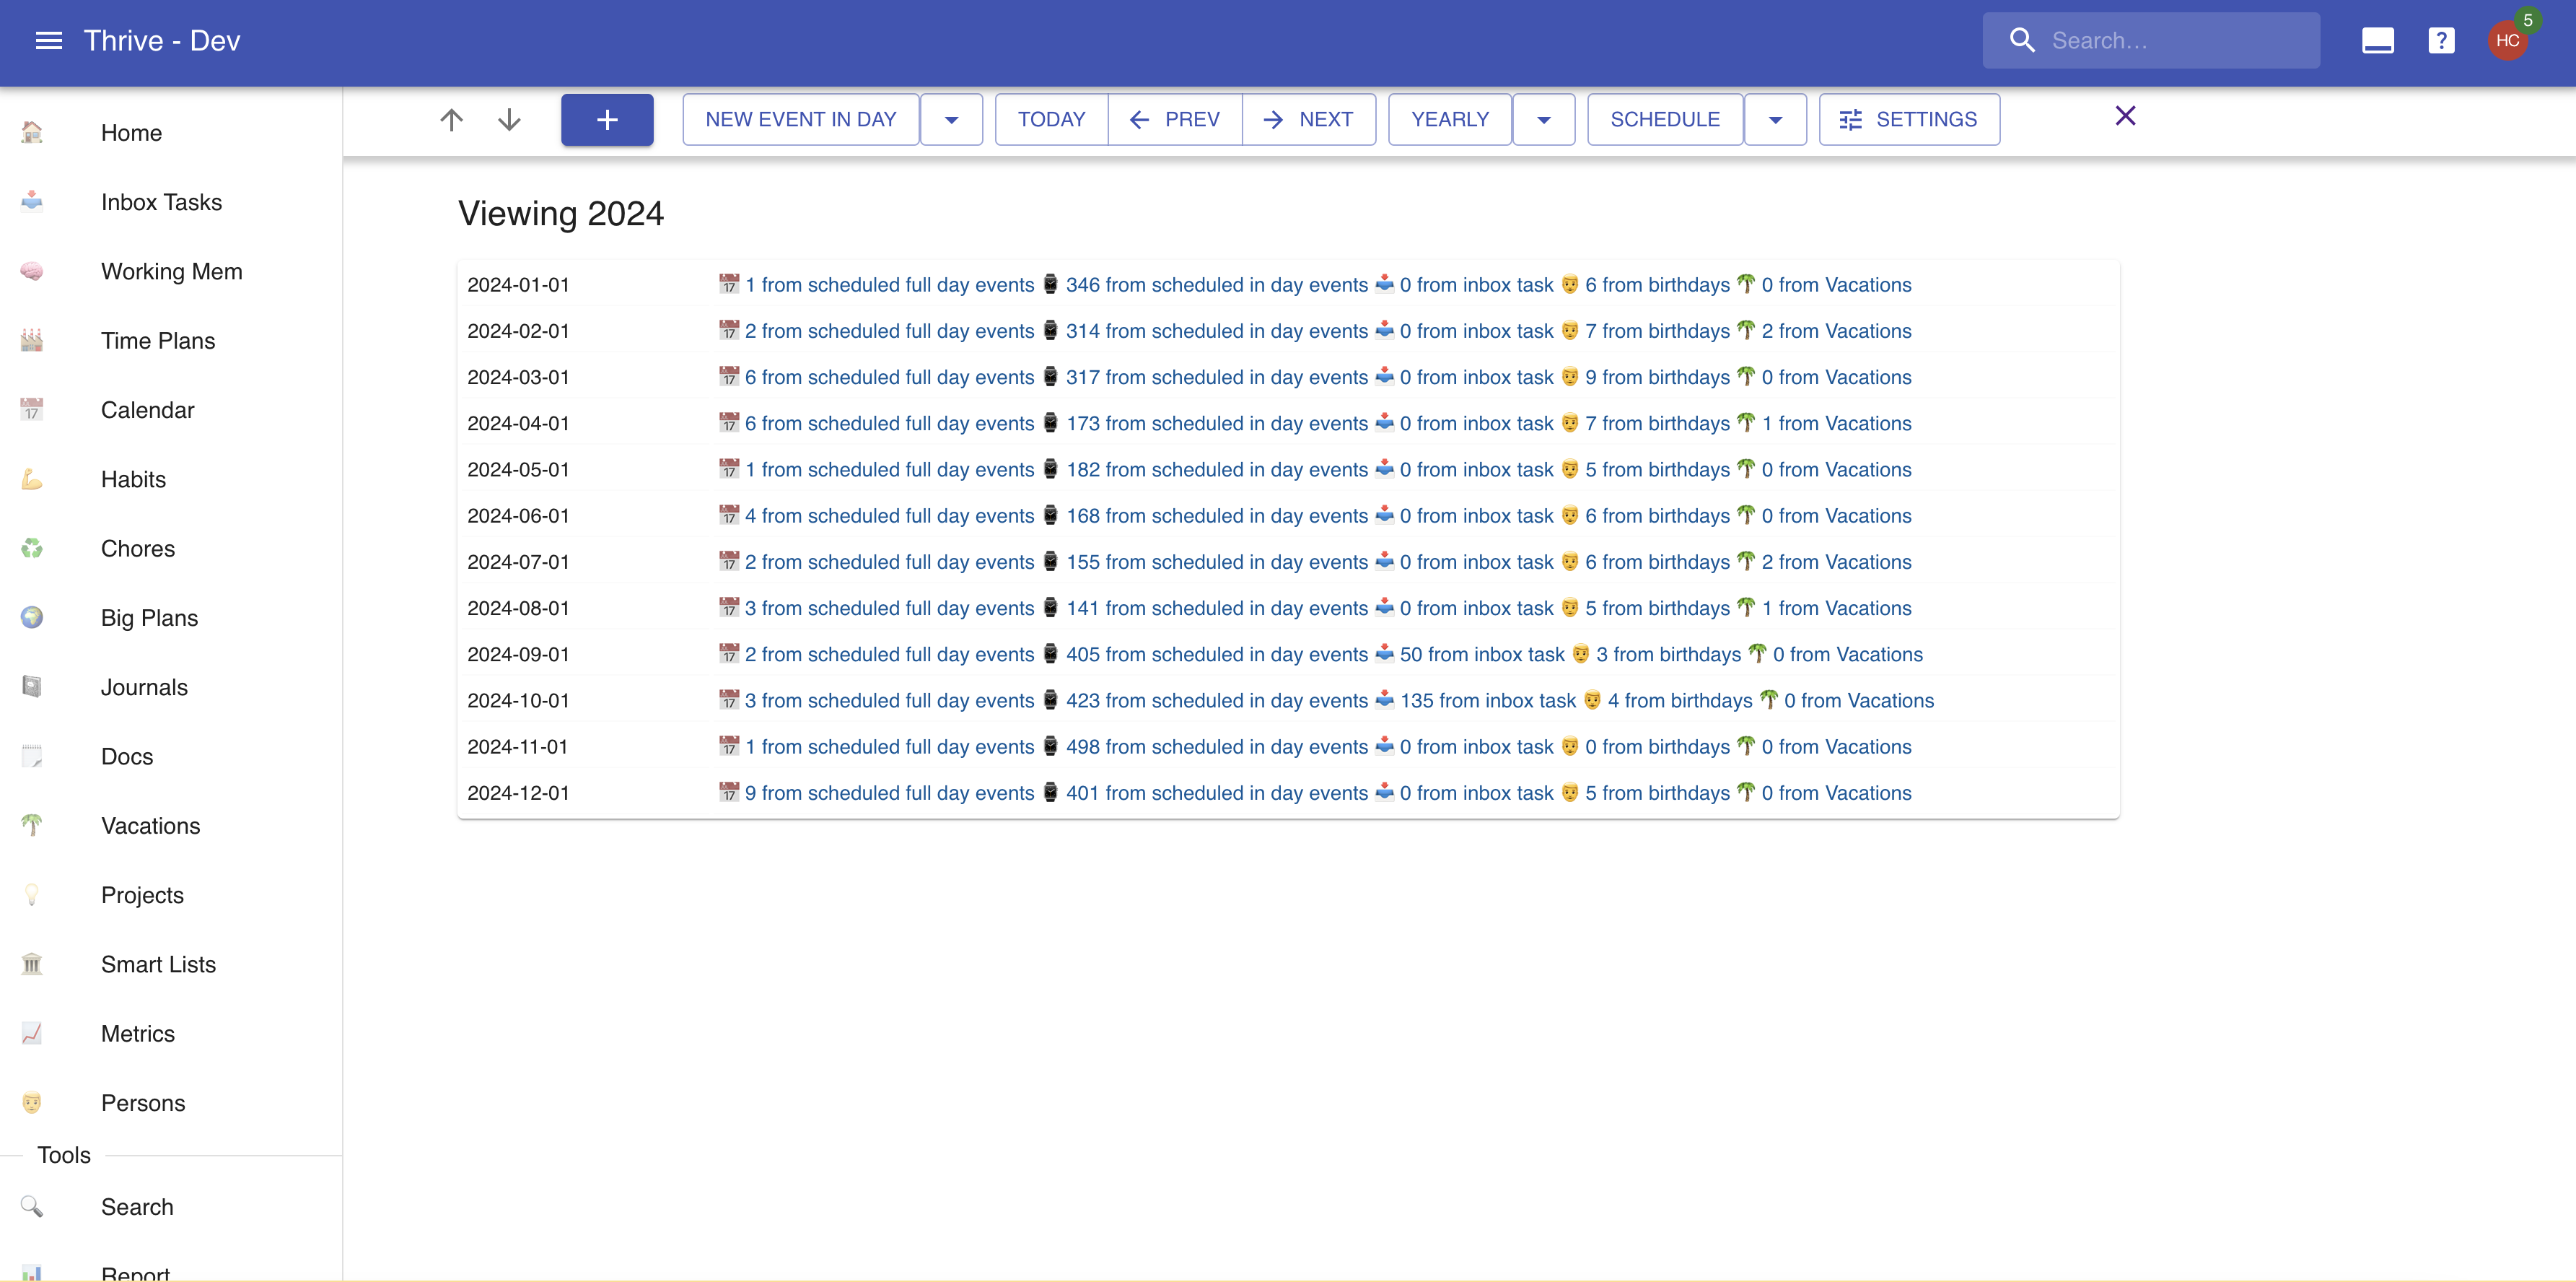 Thrive - Dev
Search…
?
HC
5
Home
Inbox Tasks
Working Mem
Time Plans
Calendar
Habits
Chores
Big Plans
Journals
Docs
Vacations
Projects
Smart Lists
Metrics
Persons
Tools
Search
Report
+ NEW EVENT IN DAY TODAY PREV NEXT YEARLY SCHEDULE SETTINGS
Viewing 2024
2024-01-01 📅 1 from scheduled full day events ⌚ 346 from scheduled in day events 📥 0 from inbox task 👨 6 from birthdays 🌴 0 from Vacations
2024-02-01 📅 2 from scheduled full day events ⌚ 314 from scheduled in day events 📥 0 from inbox task 👨 7 from birthdays 🌴 2 from Vacations
2024-03-01 📅 6 from scheduled full day events ⌚ 317 from scheduled in day events 📥 0 from inbox task 👨 9 from birthdays 🌴 0 from Vacations
2024-04-01 📅 6 from scheduled full day events ⌚ 173 from scheduled in day events 📥 0 from inbox task 👨 7 from birthdays 🌴 1 from Vacations
2024-05-01 📅 1 from scheduled full day events ⌚ 182 from scheduled in day events 📥 0 from inbox task 👨 5 from birthdays 🌴 0 from Vacations
2024-06-01 📅 4 from scheduled full day events ⌚ 168 from scheduled in day events 📥 0 from inbox task 👨 6 from birthdays 🌴 0 from Vacations
2024-07-01 📅 2 from scheduled full day events ⌚ 155 from scheduled in day events 📥 0 from inbox task 👨 6 from birthdays 🌴 2 from Vacations
2024-08-01 📅 3 from scheduled full day events ⌚ 141 from scheduled in day events 📥 0 from inbox task 👨 5 from birthdays 🌴 1 from Vacations
2024-09-01 📅 2 from scheduled full day events ⌚ 405 from scheduled in day events 📥 50 from inbox task 👨 3 from birthdays 🌴 0 from Vacations
2024-10-01 📅 3 from scheduled full day events ⌚ 423 from scheduled in day events 📥 135 from inbox task 👨 4 from birthdays 🌴 0 from Vacations
2024-11-01 📅 1 from scheduled full day events ⌚ 498 from scheduled in day events 📥 0 from inbox task 👨 0 from birthdays 🌴 0 from Vacations
2024-12-01 📅 9 from scheduled full day events ⌚ 401 from scheduled in day events 📥 0 from inbox task 👨 5 from birthdays 🌴 0 from Vacations